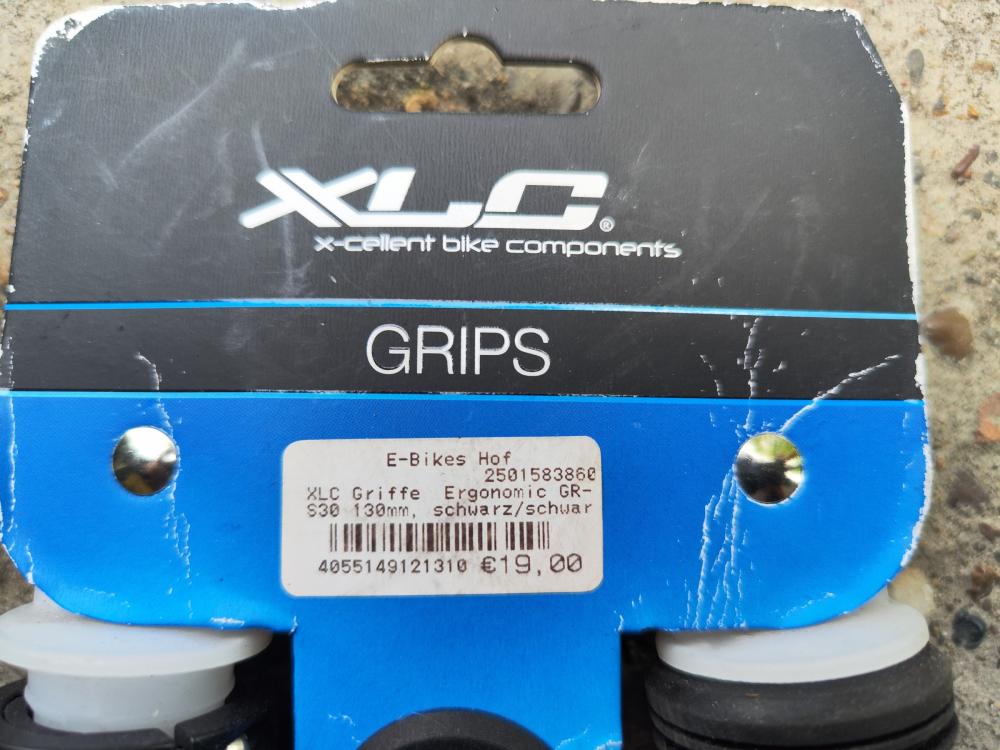 XLC®
x-cellent bike components
GRIPS
E-Bikes Hof
2501583860
XLC Griffe Ergonomic GR-
S30 130mm, schwarz/schwar
4055149121310 €19,00